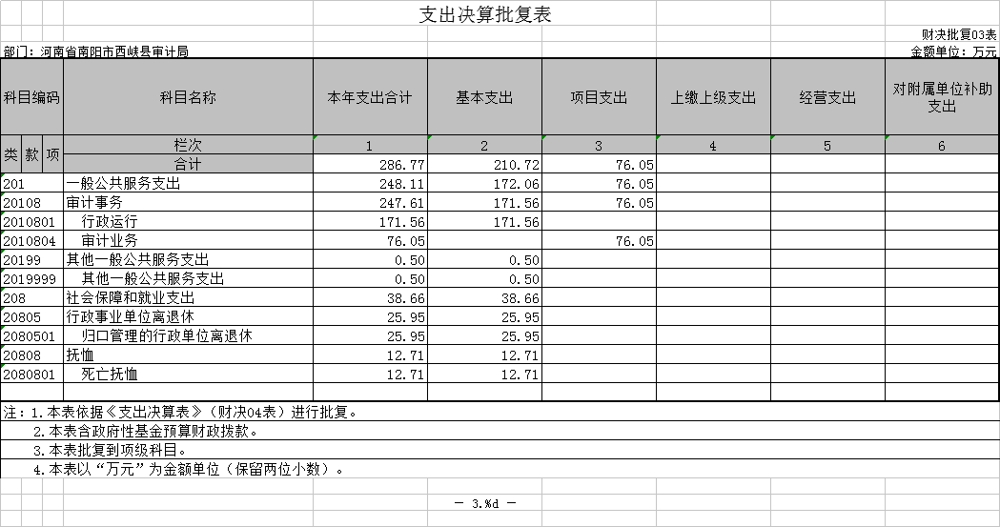 支出决算批复表
财决批复03表
部门：河南省南阳市西峡县审计局 金额单位：万元
科目编码 科目名称 本年支出合计 基本支出 项目支出 上缴上级支出 经营支出 对附属单位补助支出
类 款 项 栏次 1 2 3 4 5 6
合计 286.77 210.72 76.05
201 一般公共服务支出 248.11 172.06 76.05
20108 审计事务 247.61 171.56 76.05
2010801 行政运行 171.56 171.56
2010804 审计业务 76.05 76.05
20199 其他一般公共服务支出 0.50 0.50
2019999 其他一般公共服务支出 0.50 0.50
208 社会保障和就业支出 38.66 38.66
20805 行政事业单位离退休 25.95 25.95
2080501 归口管理的行政单位离退休 25.95 25.95
20808 抚恤 12.71 12.71
2080801 死亡抚恤 12.71 12.71
注：1.本表依据《支出决算表》（财决04表）进行批复。
2.本表含政府性基金预算财政拨款。
3.本表批复到项级科目。
4.本表以“万元”为金额单位（保留两位小数）。
— 3.%d —